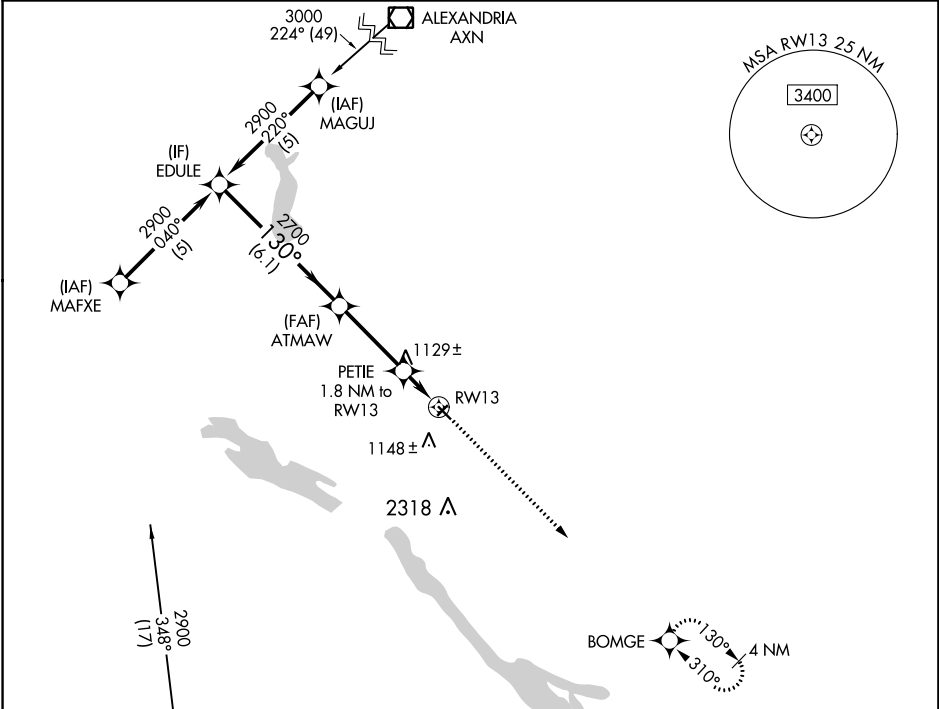 3000
224° (49)
ALEXANDRIA
AXN
MSA RW13 25 NM
3400
(IAF)
MAGUJ
2900
220°
(5)
(IF)
EDULE
2900
040°
(5)
(IAF)
MAFXE
2700
130°
(6.1)
(FAF)
ATMAW
1129±
PETIE
1.8 NM to
RW13
RW13
1148±
2318
2900
348°
(17)
BOMGE
130°
310°
4 NM